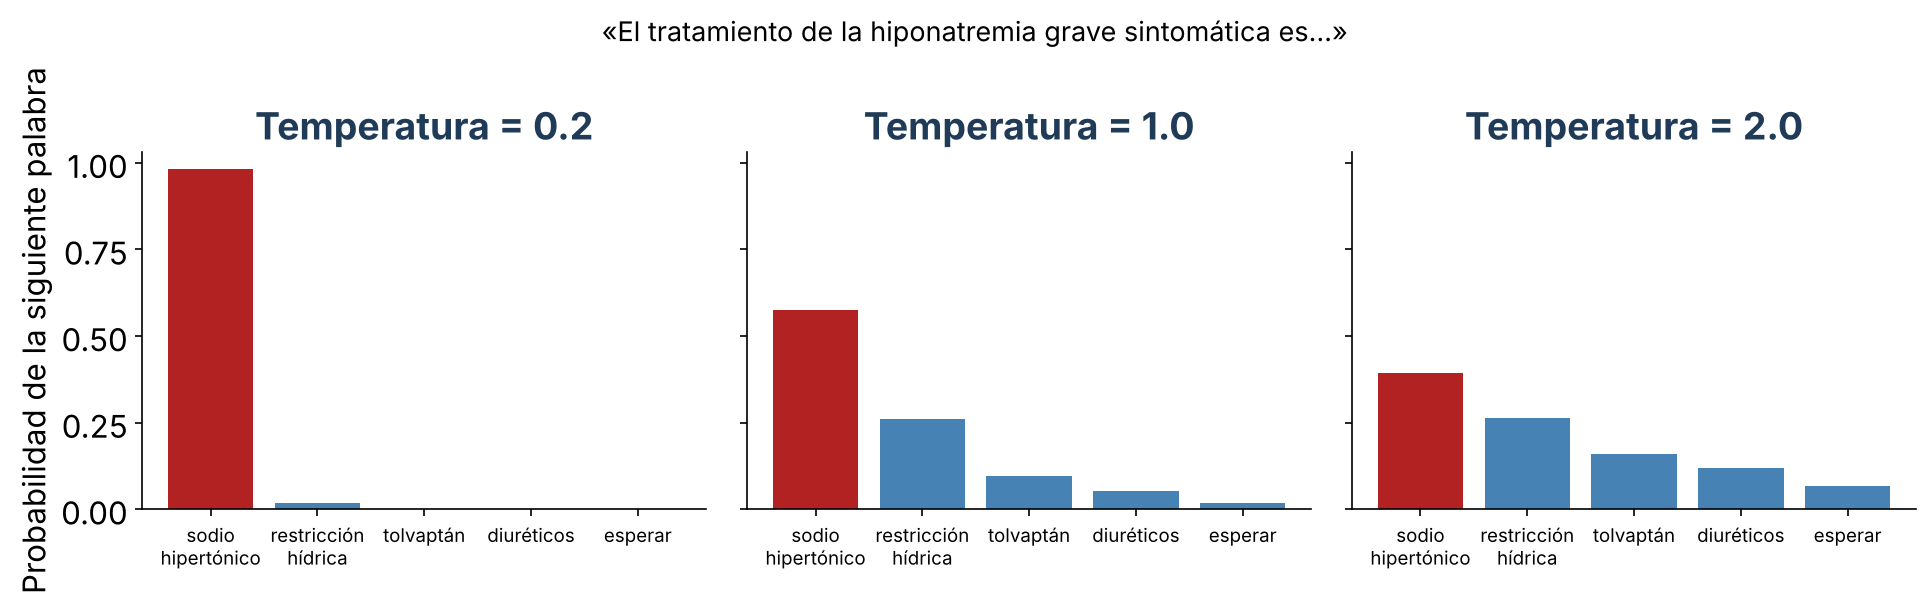 «El tratamiento de la hiponatremia grave sintomática es...»
Probabilidad de la siguiente palabra
Temperatura = 0.2
1.00
0.75
0.50
0.25
0.00
sodio
hipertónico
restricción
hídrica
tolvaptán
diuréticos
esperar
Temperatura = 1.0
sodio
hipertónico
restricción
hídrica
tolvaptán
diuréticos
esperar
Temperatura = 2.0
sodio
hipertónico
restricción
hídrica
tolvaptán
diuréticos
esperar